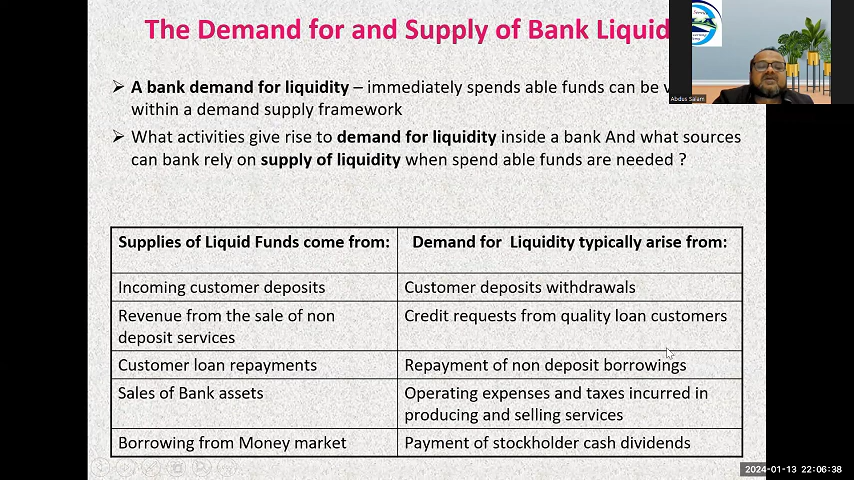 The Demand for and Supply of Bank Liquid
➢ A bank demand for liquidity – immediately spends able funds can be v
within a demand supply framework
➢ What activities give rise to demand for liquidity inside a bank And what sources
can bank rely on supply of liquidity when spend able funds are needed ?
Supplies of Liquid Funds come from:
Demand for Liquidity typically arise from:
Incoming customer deposits
Customer deposits withdrawals
Revenue from the sale of non
deposit services
Credit requests from quality loan customers
Customer loan repayments
Repayment of non deposit borrowings
Sales of Bank assets
Operating expenses and taxes incurred in
producing and selling services
Borrowing from Money market
Payment of stockholder cash dividends
Abdus Salam
2024-01-13 22:06:38